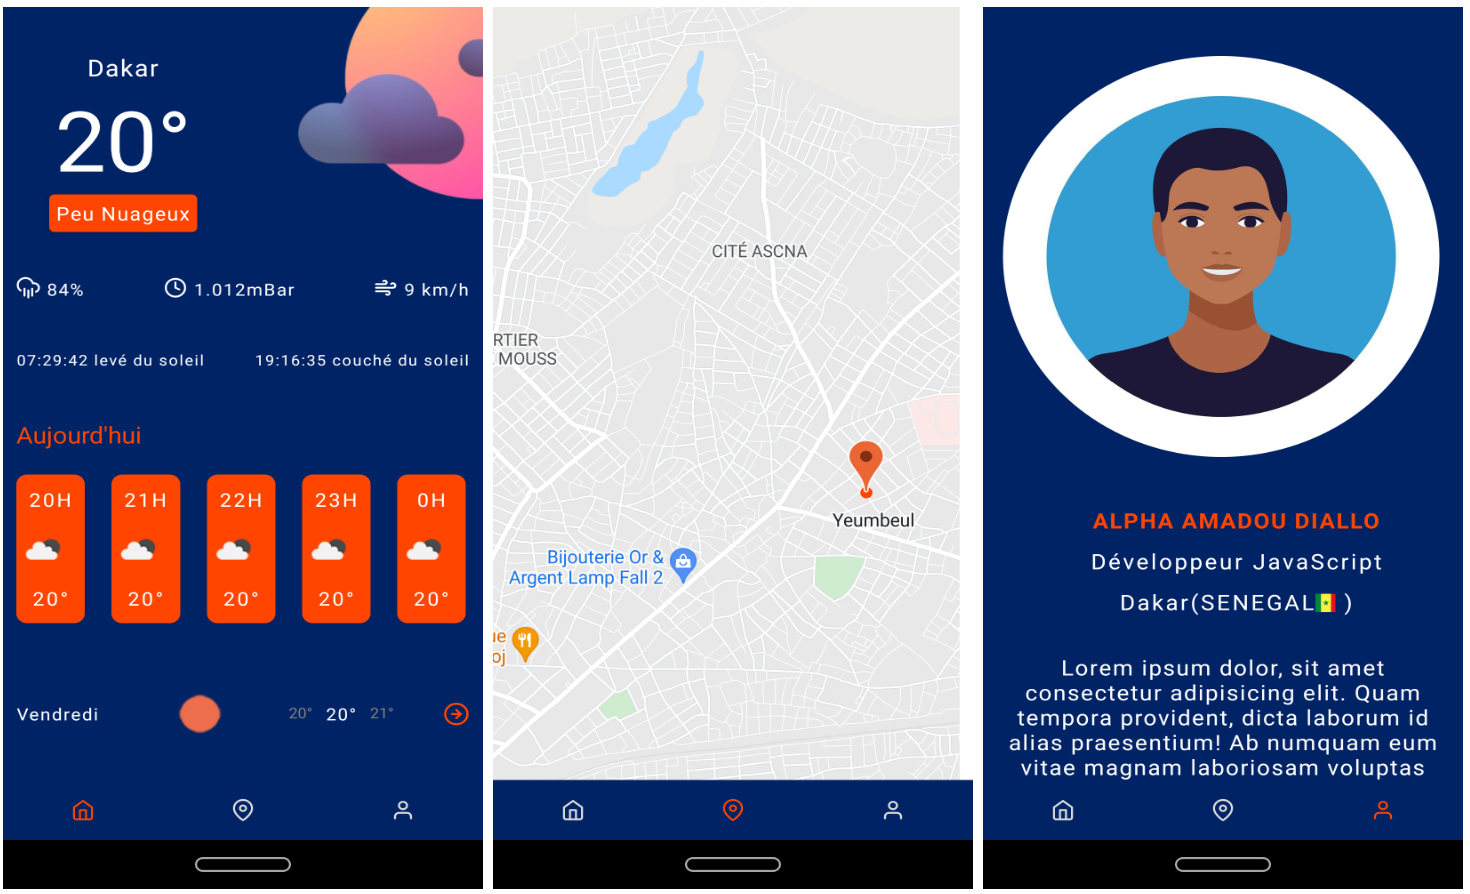 Dakar
20°
Peu Nuageux
84%
1.012mBar
9 km/h
07:29:42 levé du soleil
19:16:35 couché du soleil
Aujourd'hui
20H
21H
22H
23H
0H
20°
20°
20°
20°
20°
Vendredi
20°
20°
21°
CITÉ ASCNA
RTIER
MOUSS
Yeumbeul
Bijouterie Or &
Argent Lamp Fall 2
ue
oj
ALPHA AMADOU DIALLO
Développeur JavaScript
Dakar(SENEGAL🇸🇳 )
Lorem ipsum dolor, sit amet
consectetur adipisicing elit. Quam
tempora provident, dicta laborum id
alias praesentium! Ab numquam eum
vitae magnam laboriosam voluptas